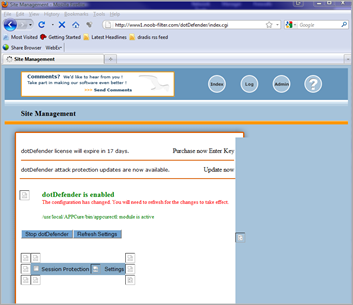 Site Management - Mozilla Firefox
File Edit View History Bookmarks Tools Help
http://www1.noob-filter.com/dotDefender/index.cgi
Google
Most Visited Getting Started Latest Headlines dradis rss feed
Share Browser WebEx
Site Management
Comments? We'd like to hear from you !
Take part in making our software even better !
>>> Send Comments
Index Log Admin ?
Site Management
dotDefender license will expire in 17 days. Purchase now Enter Key
dotDefender attack protection updates are now available. Update now
dotDefender is enabled
The configuration has changed. You will need to refresh for the changes to take effect
module is active
Stop dotDefender Refresh Settings
Session Protection Settings